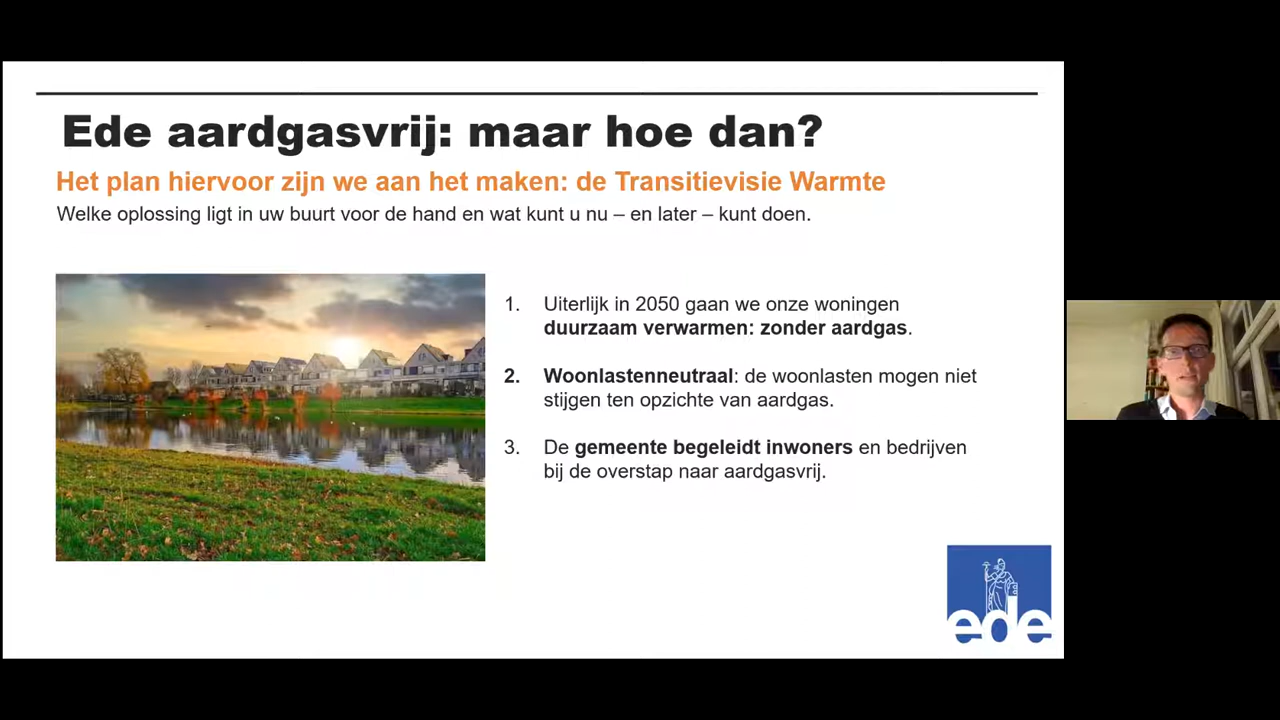 Ede aardgasvrij: maar hoe dan?
Het plan hiervoor zijn we aan het maken: de Transitievisie Warmte
Welke oplossing ligt in uw buurt voor de hand en wat kunt u nu – en later – kunt doen.
1. Uiterlijk in 2050 gaan we onze woningen
duurzaam verwarmen: zonder aardgas.
2. Woonlastenneutraal: de woonlasten mogen niet
stijgen ten opzichte van aardgas.
3. De gemeente begeleidt inwoners en bedrijven
bij de overstap naar aardgasvrij.
ede